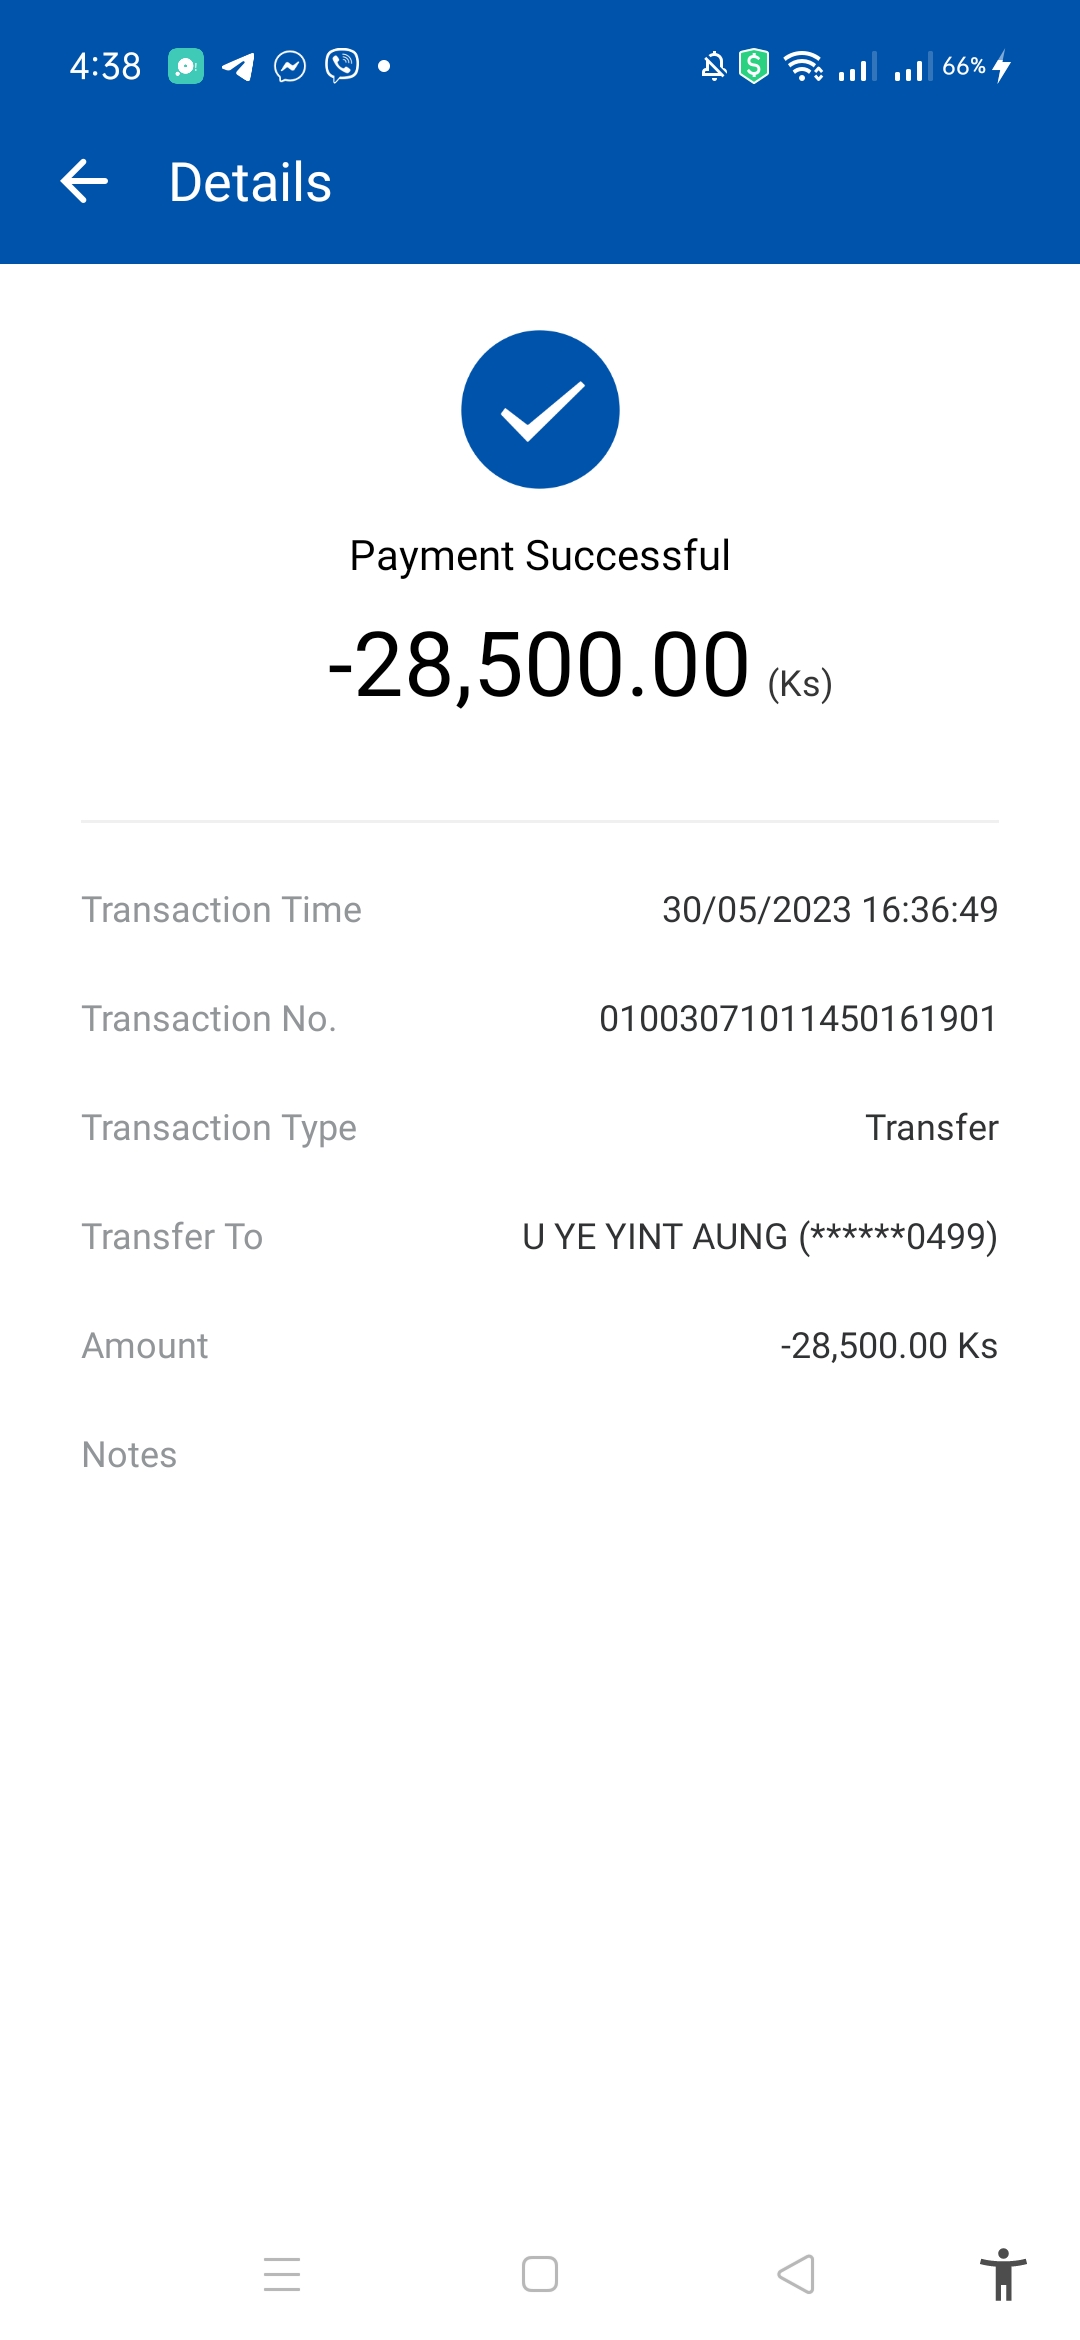 4:38
66%
Details
Payment Successful
-28,500.00 (Ks)
Transaction Time 30/05/2023 16:36:49
Transaction No. 01003071011450161901
Transaction Type Transfer
Transfer To U YE YINT AUNG (******0499)
Amount -28,500.00 Ks
Notes